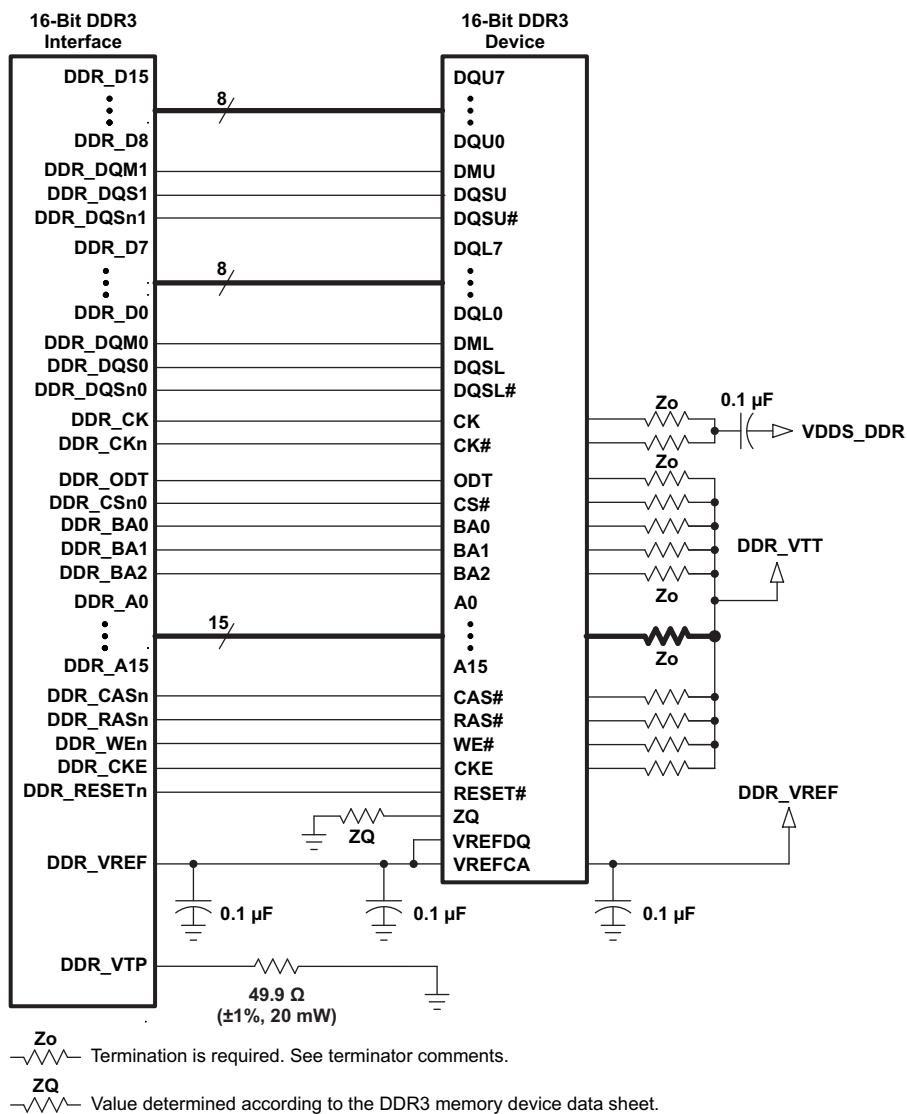 16-Bit DDR3
Interface
16-Bit DDR3
Device
DDR_D15
8
DQU7
DDR_D8
DQU0
DDR_DQM1
DMU
DDR_DQS1
DQSU
DDR_DQSn1
DQSU#
DDR_D7
8
DQL7
DDR_D0
DQL0
DDR_DQM0
DML
DDR_DQS0
DQSL
DDR_DQSn0
DQSL#
Zo
0.1 µF
DDR_CK
CK
VDDS_DDR
DDR_CKn
CK#
Zo
DDR_ODT
ODT
DDR_CSn0
CS#
DDR_BA0
BA0
DDR_BA1
BA1
DDR_VTT
DDR_BA2
BA2
Zo
DDR_A0
A0
15
Zo
DDR_A15
A15
DDR_CASn
CAS#
DDR_RASn
RAS#
DDR_WEn
WE#
DDR_CKE
CKE
DDR_RESETn
RESET#
DDR_VREF
ZQ
ZQ
VREFDQ
DDR_VREF
VREFCA
0.1 µF
0.1 µF
0.1 µF
DDR_VTP
49.9 Ω
(±1%, 20 mW)
Zo
Termination is required. See terminator comments.
ZQ
Value determined according to the DDR3 memory device data sheet.